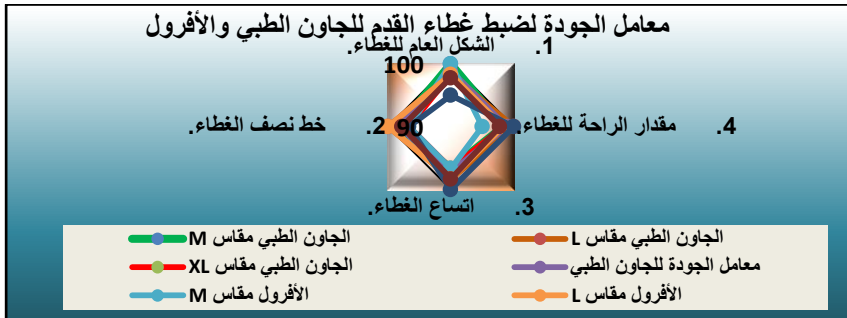 معامل الجودة لضبط غطاء القدم للجاون الطبي والأفرول
1. الشكل العام للغطاء.
100
4. مقدار الراحة للغطاء.
90
2. خط نصف الغطاء.
3. اتساع الغطاء.
الجاون الطبي مقاس L
الجاون الطبي مقاس M
معامل الجودة للجاون الطبي
الجاون الطبي مقاس XL
الأفرول مقاس L
الأفرول مقاس M